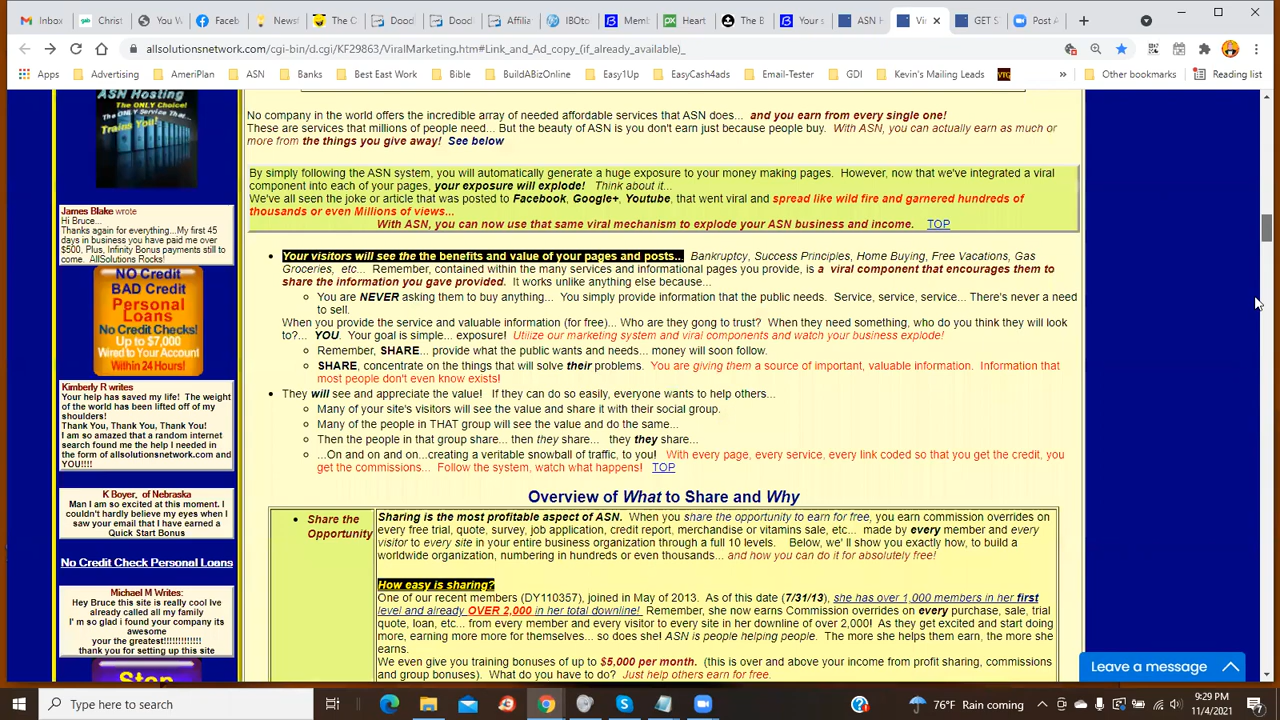 Inbox
Christ
You W
Faceb
Newsf
The C
Doodl
Doodl
Affilia
IBOto
Memb
Heart
The B
Your s
ASN H
Vir
GET S
Post A
allsolutionsnetwork.com/cgi-bin/d.cgi/KF29863/ViralMarketing.htm#Link_and_Ad_copy_(if_already_available)_
Apps
Advertising
AmeriPlan
ASN
Banks
Best East Work
Bible
BuildABizOnline
Easy1Up
EasyCash4ads
Email-Tester
GDI
Kevin's Mailing Leads
VTG
»
Other bookmarks
Reading list
ASN Hosting
The ONLY Choice!
The ONLY Service That...
Trains You!
James Blake wrote
Hi Bruce...
Thanks again for everything...My first 45
days in business you have paid me over
$500, Plus, Infinity Bonus payments still to
come. AllSolutions Rocks!
NO Credit
BAD Credit
Personal
Loans
No Credit Checks!
Up to $7,000
Wired to Your Account
Within 24 Hours!
Kimberly R writes
Your help has saved my life! The weight
of the world has been lifted off of my
shoulders!
Thank You, Thank You, Thank You!
I am so amazed that a random internet
search found me the help I needed in
the form of allsolutionsnetwork.com and
YOU!!!!
K Boyer, of Nebraska
Man I am so excited at this moment. I
couldn't hardly believe my eyes when I
saw your email that I have earned a
Quick Start Bonus
No Credit Check Personal Loans
Michael M Writes:
Hey Bruce this site is really cool Ive
already called all my family
I' m so glad i found your company its
awesome
your the greatest!!!!!!!!!!!!!
thank you for setting up this site
Stop
No company in the world offers the incredible array of needed affordable services that ASN does... and you earn from every single one!
These are services that millions of people need... But the beauty of ASN is you don't earn just because people buy. With ASN, you can actually earn as much or
more from the things you give away! See below
By simply following the ASN system, you will automatically generate a huge exposure to your money making pages. However, now that we've integrated a viral
component into each of your pages, your exposure will explode! Think about it...
We've all seen the joke or article that was posted to Facebook, Google+, Youtube, that went viral and spread like wild fire and garnered hundreds of
thousands or even Millions of views...
With ASN, you can now use that same viral mechanism to explode your ASN business and income. TOP
• Your visitors will see the the benefits and value of your pages and posts... Bankruptcy, Success Principles, Home Buying, Free Vacations, Gas
Groceries, etc... Remember, contained within the many services and informational pages you provide, is a viral component that encourages them to
share the information you gave provided. It works unlike anything else because...
You are NEVER asking them to buy anything... You simply provide information that the public needs. Service, service, service... There's never a need
to sell.
When you provide the service and valuable information (for free)... Who are they gong to trust? When they need something, who do you think they will look
to?... YOU. Your goal is simple... exposure! Utilize our marketing system and viral components and watch your business explode!
Remember, SHARE... provide what the public wants and needs... money will soon follow.
SHARE, concentrate on the things that will solve their problems. You are giving them a source of important, valuable information. Information that
most people don't even know exists!
• They will see and appreciate the value! If they can do so easily, everyone wants to help others...
Many of your site's visitors will see the value and share it with their social group.
Many of the people in THAT group will see the value and do the same...
Then the people in that group share... then they share... they they share...
...On and on and on...creating a veritable snowball of traffic, to you! With every page, every service, every link coded so that you get the credit, you
get the commissions... Follow the system, watch what happens! TOP
Overview of What to Share and Why
• Share the
Opportunity
Sharing is the most profitable aspect of ASN. When you share the opportunity to earn for free, you earn commission overrides on
every free trial, quote, survey, job application, credit report, merchandise or vitamins sale, etc... made by every member and every
visitor to every site in your entire business organization through a full 10 levels. Below, we' ll show you exactly how, to build a
worldwide organization, numbering in hundreds or even thousands... and how you can do it for absolutely free!
How easy is sharing?
One of our recent members (DY110357), joined in May of 2013. As of this date (7/31/13), she has over 1,000 members in her first
level and already OVER 2,000 in her total downline! Remember, she now earns Commission overrides on every purchase, sale, trial
quote, loan, etc... from every member and every visitor to every site in her downline of over 2,000! As they get excited and start doing
more, earning more more for themselves... so does she! ASN is people helping people. The more she helps them earn, the more she
earns.
We even give you training bonuses of up to $5,000 per month. (this is over and above your income from profit sharing, commissions
and group bonuses). What do you have to do? Just help others earn for free.
Leave a message
Type here to search
76°F Raining coming
9:29 PM
11/4/2021